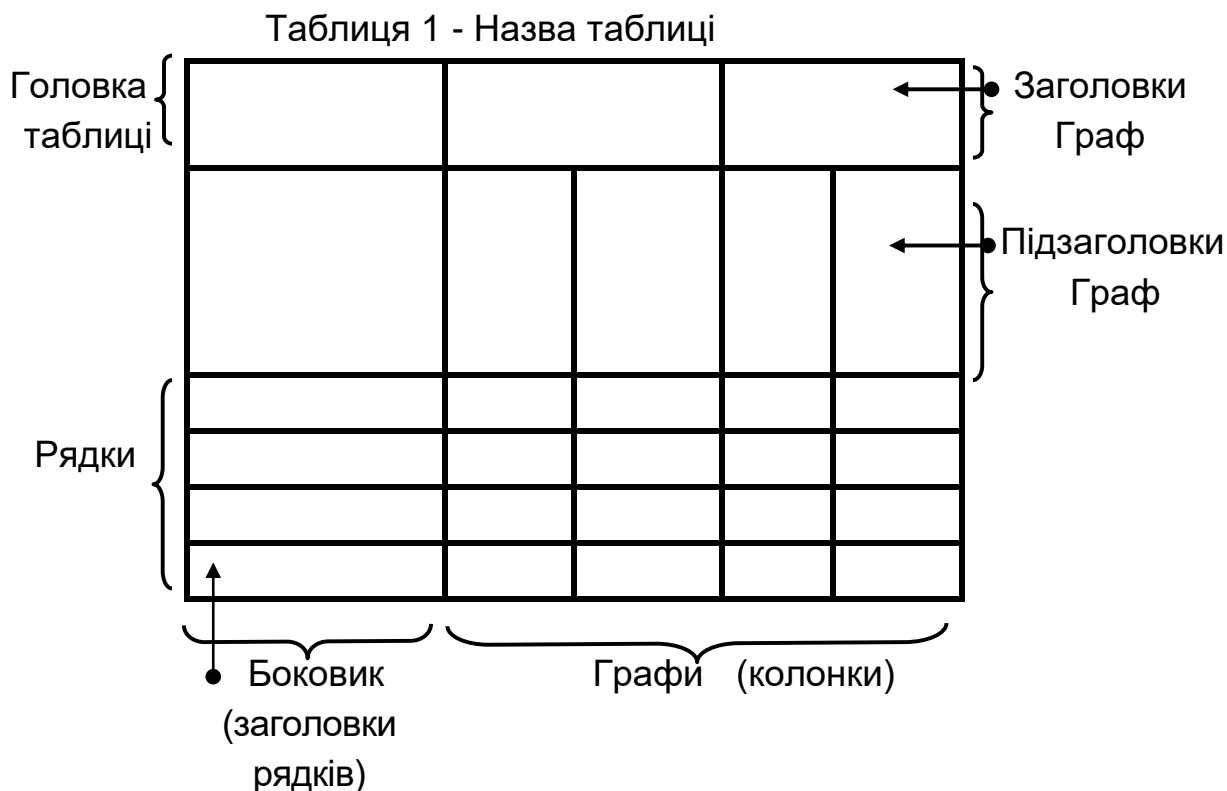 Таблиця 1 - Назва таблиці
Головка
таблиці
Заголовки
Граф
Підзаголовки
Граф
Рядки
Боковик
(заголовки
рядків)
Графи (колонки)